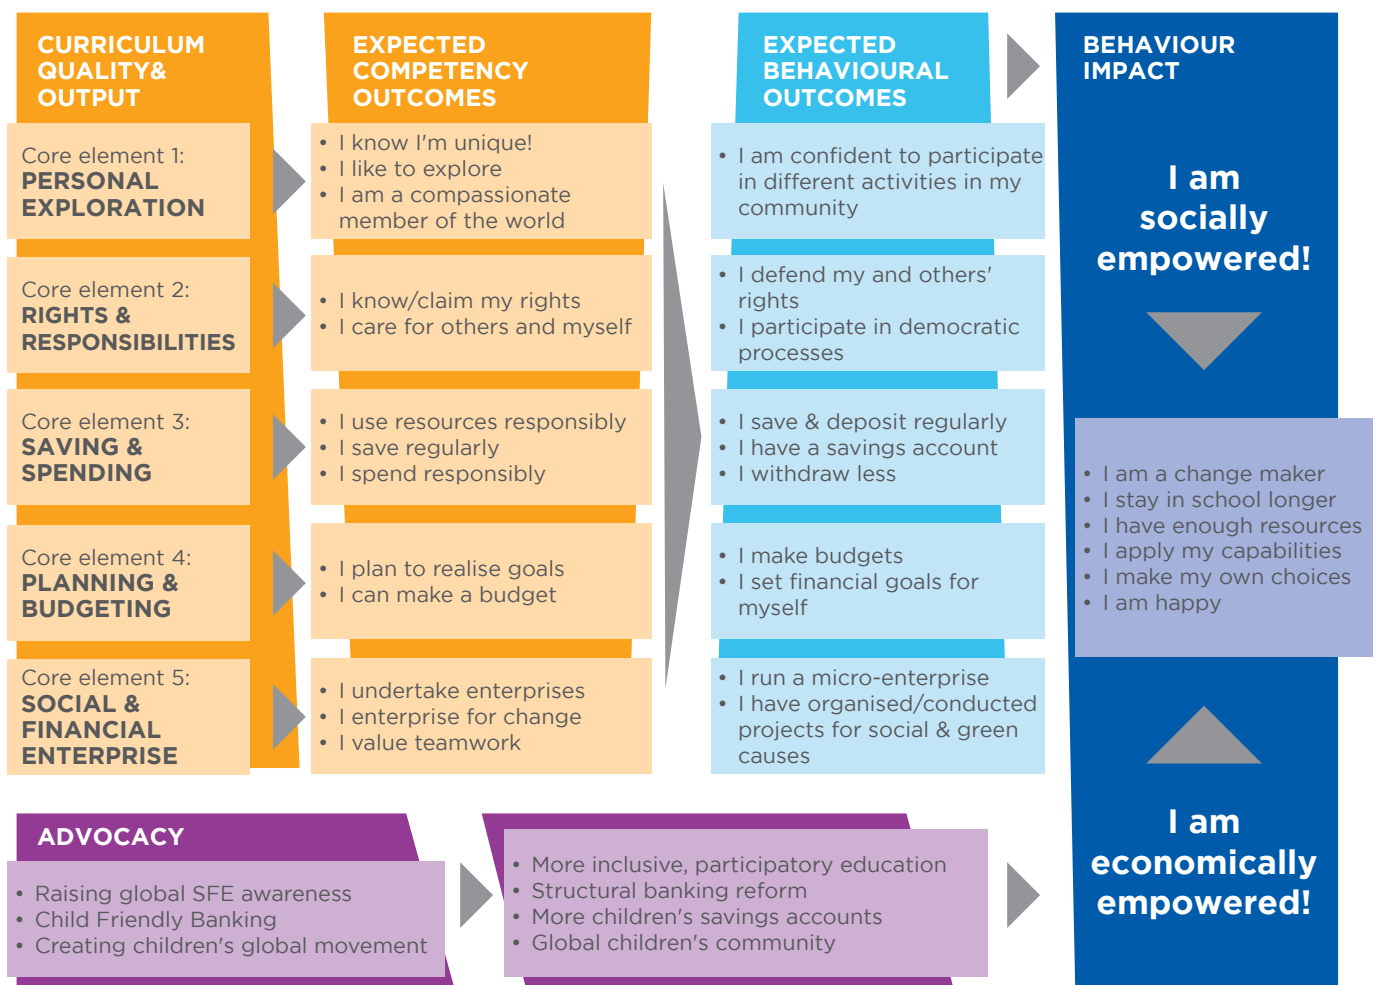 CURRICULUM
QUALITY&
OUTPUT
Core element 1:
PERSONAL
EXPLORATION
Core element 2:
RIGHTS &
RESPONSIBILITIES
Core element 3:
SAVING &
SPENDING
Core element 4:
PLANNING &
BUDGETING
Core element 5:
SOCIAL &
FINANCIAL
ENTERPRISE
EXPECTED
COMPETENCY
OUTCOMES
• I know I'm unique!
• I like to explore
• I am a compassionate
member of the world
• I know/claim my rights
• I care for others and myself
• I use resources responsibly
• I save regularly
• I spend responsibly
• I plan to realise goals
• I can make a budget
• I undertake enterprises
• I enterprise for change
• I value teamwork
EXPECTED
BEHAVIOURAL
OUTCOMES
• I am confident to participate
in different activities in my
community
• I defend my and others'
rights
• I participate in democratic
processes
• I save & deposit regularly
• I have a savings account
• I withdraw less
• I make budgets
• I set financial goals for
myself
• I run a micro-enterprise
• I have organised/conducted
projects for social & green
causes
BEHAVIOUR
IMPACT
I am
socially
empowered!
• I am a change maker
• I stay in school longer
• I have enough resources
• I apply my capabilities
• I make my own choices
• I am happy
I am
economically
empowered!
ADVOCACY
• Raising global SFE awareness
• Child Friendly Banking
• Creating children's global movement
• More inclusive, participatory education
• Structural banking reform
• More children's savings accounts
• Global children's community